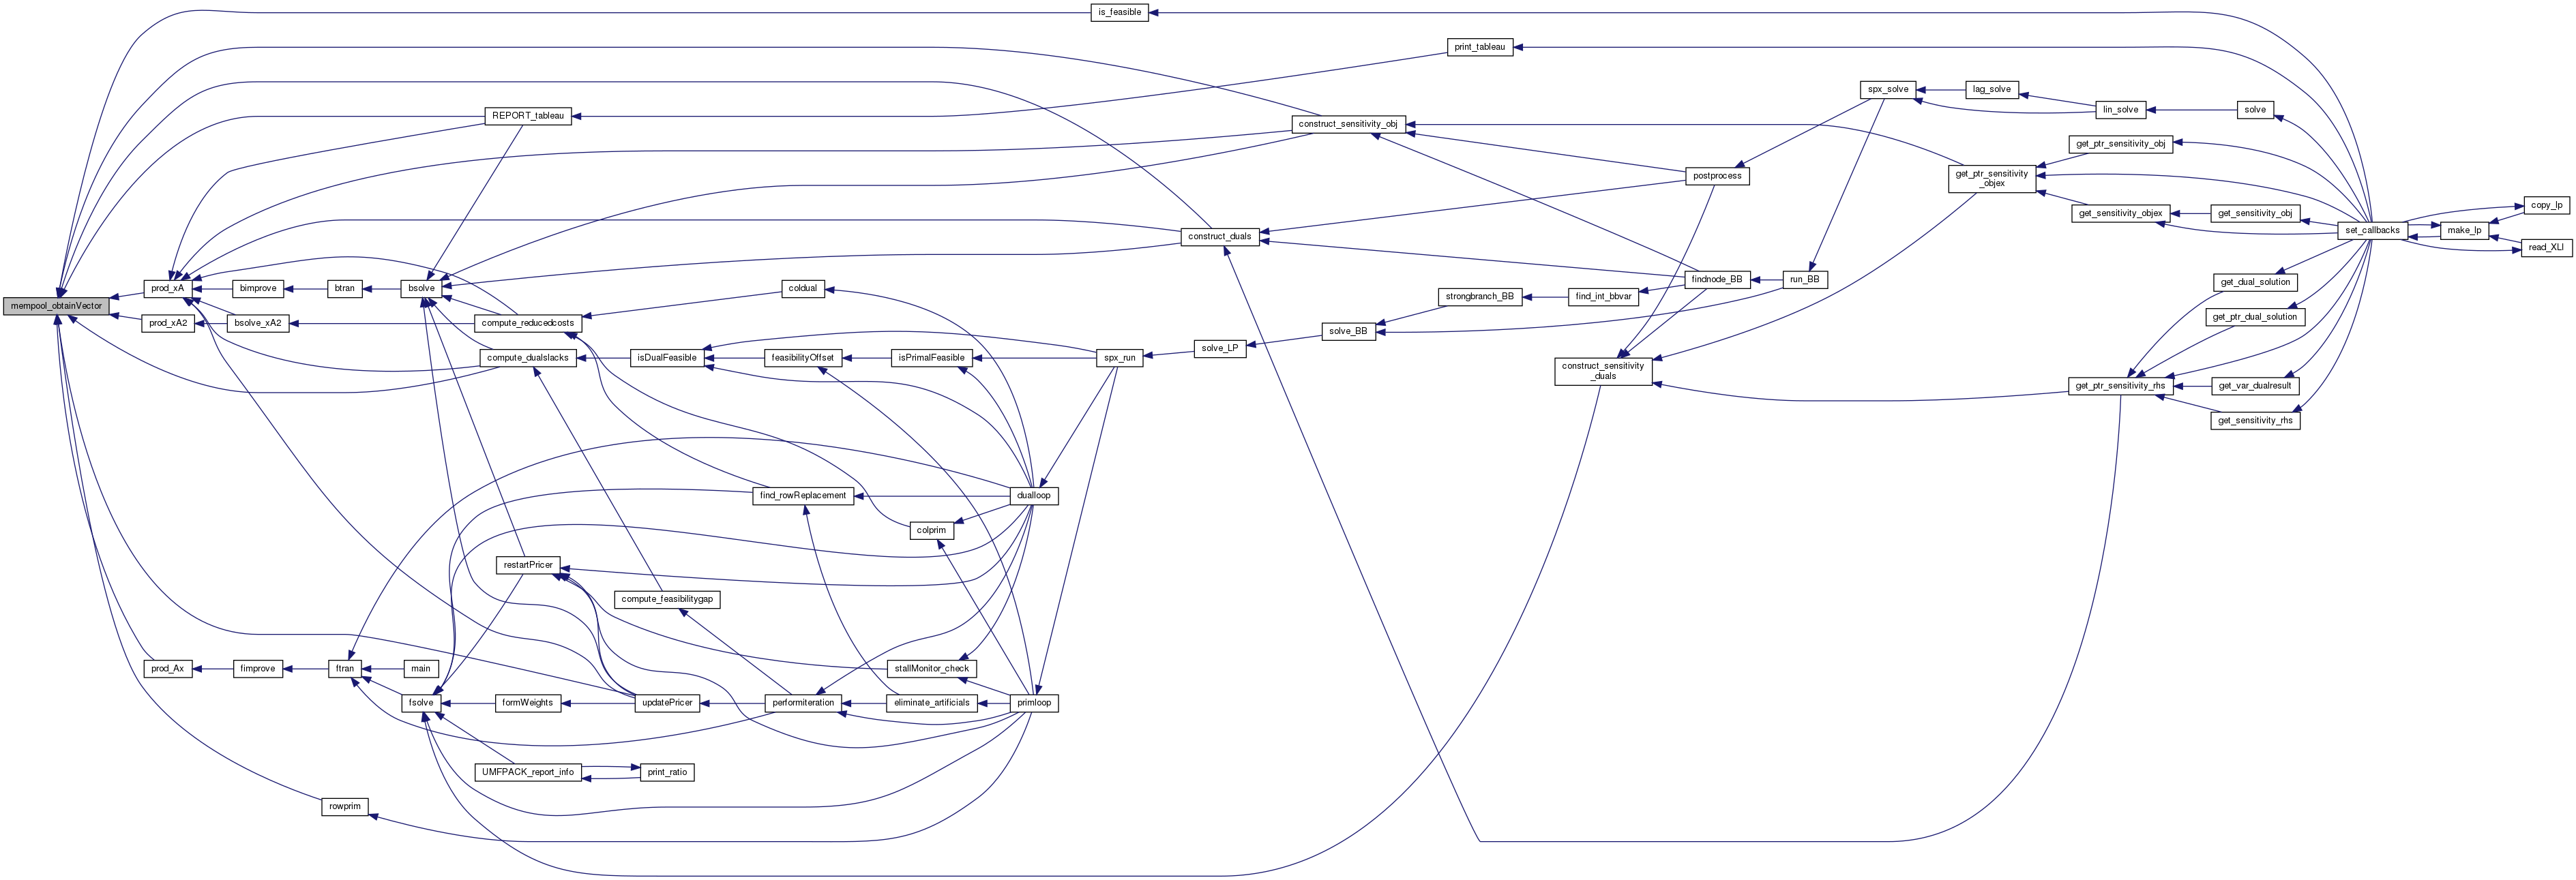 is_feasible
print_tableau
spx_solve
lag_solve
lin_solve
solve
REPORT_tableau
construct_sensitivity_obj
get_ptr_sensitivity_obj
postprocess
get_ptr_sensitivity
_objex
copy_lp
get_sensitivity_objex
get_sensitivity_obj
set_callbacks
make_lp
construct_duals
read_XLI
mempool_obtainVector
prod_xA
bimprove
btran
bsolve
coldual
strongbranch_BB
find_int_bbvar
findnode_BB
run_BB
get_dual_solution
prod_xA2
bsolve_xA2
compute_reducedcosts
solve_BB
get_ptr_dual_solution
compute_dualslacks
isDualFeasible
feasibilityOffset
isPrimalFeasible
spx_run
solve_LP
construct_sensitivity
_duals
get_ptr_sensitivity_rhs
get_var_dualresult
get_sensitivity_rhs
find_rowReplacement
dualloop
colprim
restartPricer
compute_feasibilitygap
prod_Ax
fimprove
ftran
main
stallMonitor_check
fsolve
formWeights
updatePricer
performiteration
eliminate_artificials
primloop
UMFPACK_report_info
print_ratio
rowprim